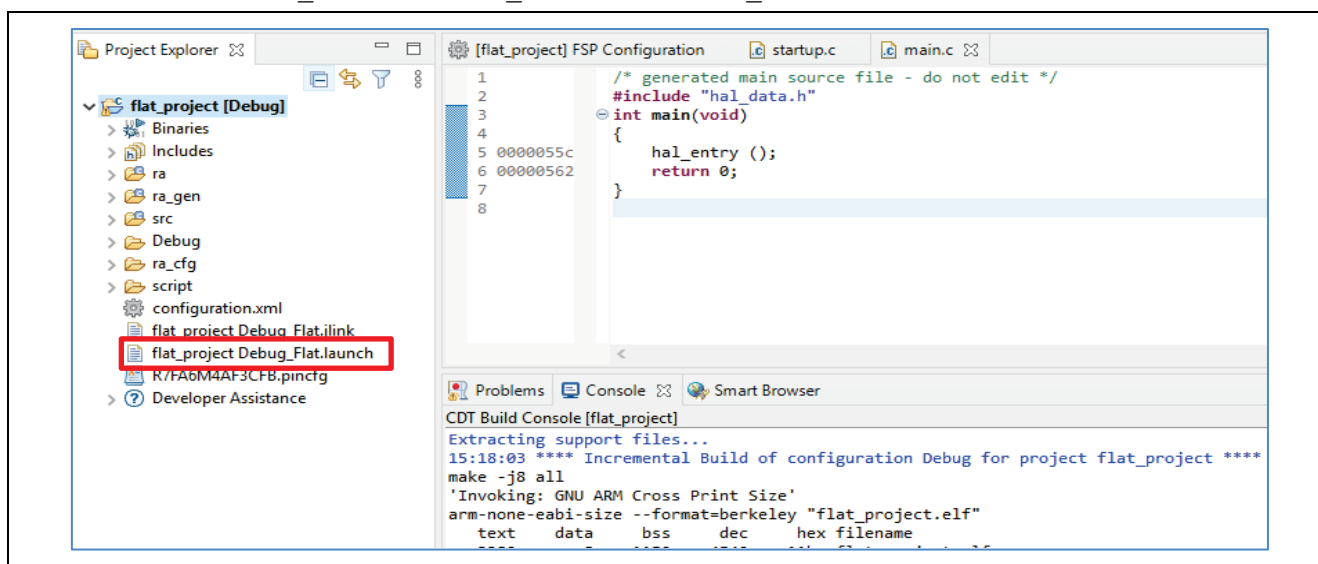 Project Explorer
flat_project [Debug]
Binaries
Includes
ra
ra_gen
src
Debug
ra_cfg
script
configuration.xml
flat_project Debug_Flat.jlink
flat_project Debug_Flat.launch
R7FA6M4AF3CFB.pincfg
Developer Assistance
[flat_project] FSP Configuration startup.c main.c
1 /* generated main source file - do not edit */
2 #include "hal_data.h"
3 int main(void)
4 {
5 0000055c hal_entry ();
6 00000562 return 0;
7 }
8
Problems Console Smart Browser
CDT Build Console [flat_project]
Extracting support files...
15:18:03 **** Incremental Build of configuration Debug for project flat_project ****
make -j8 all
'Invoking: GNU ARM Cross Print Size'
arm-none-eabi-size --format=berkeley "flat_project.elf"
text data bss dec hex filename